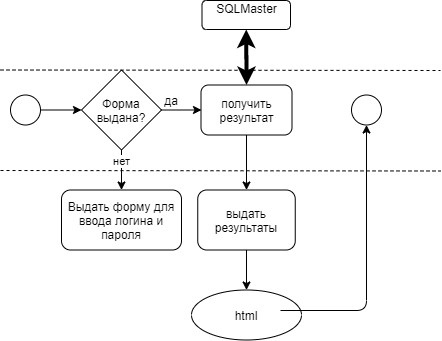 SQLMaster
Форма
выдана?
да
получить
результат
нет
Выдать форму для
ввода логина и
пароля
выдать
результаты
html